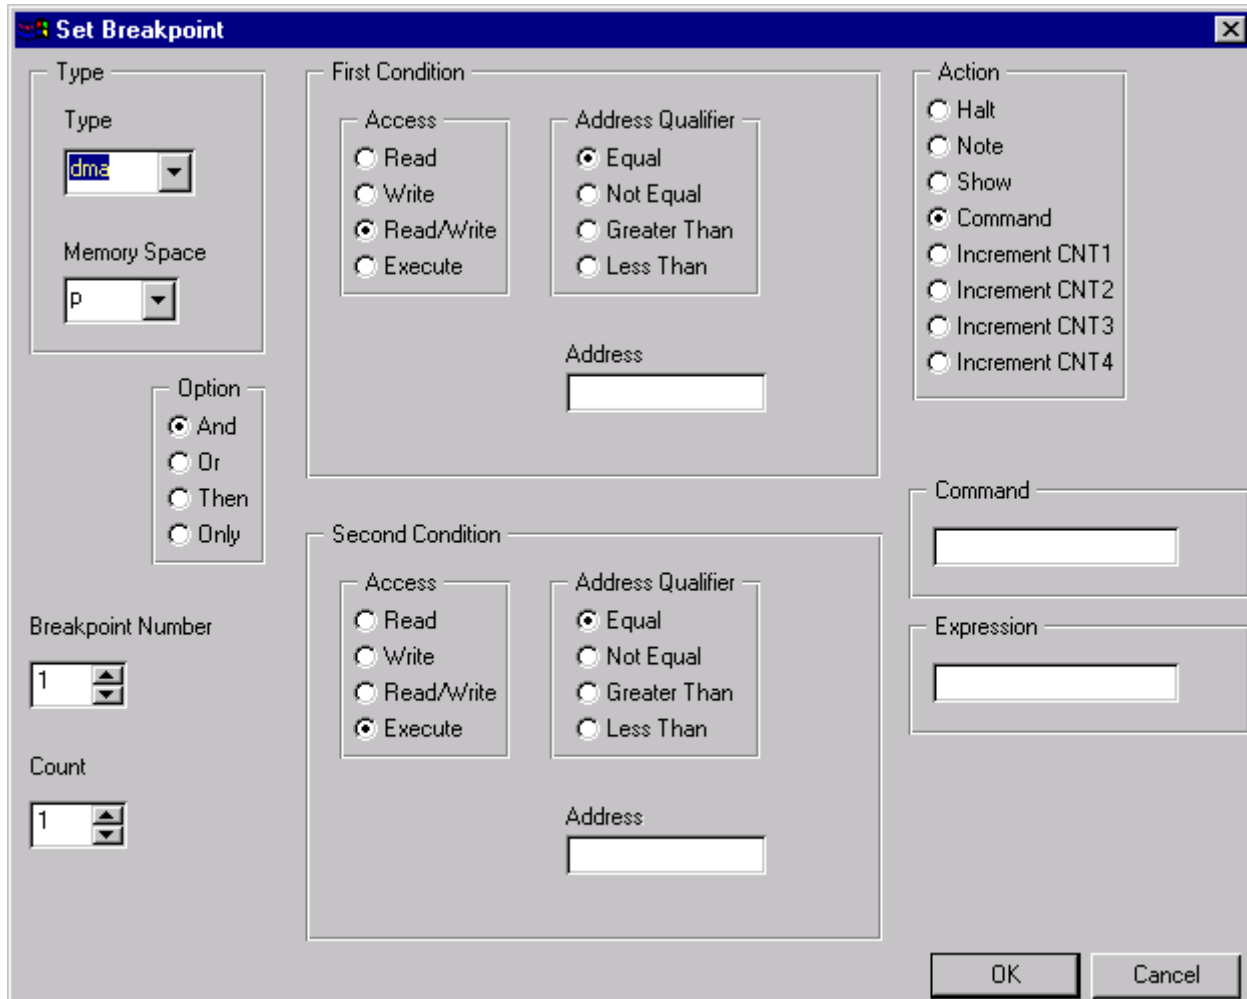 Set Breakpoint
Type
Type
dma
Memory Space
p
Option
And
Or
Then
Only
Breakpoint Number
1
Count
1
First Condition
Access
Read
Write
Read/Write
Execute
Address Qualifier
Equal
Not Equal
Greater Than
Less Than
Address
Second Condition
Access
Read
Write
Read/Write
Execute
Address Qualifier
Equal
Not Equal
Greater Than
Less Than
Address
Action
Halt
Note
Show
Command
Increment CNT1
Increment CNT2
Increment CNT3
Increment CNT4
Command
Expression
OK
Cancel